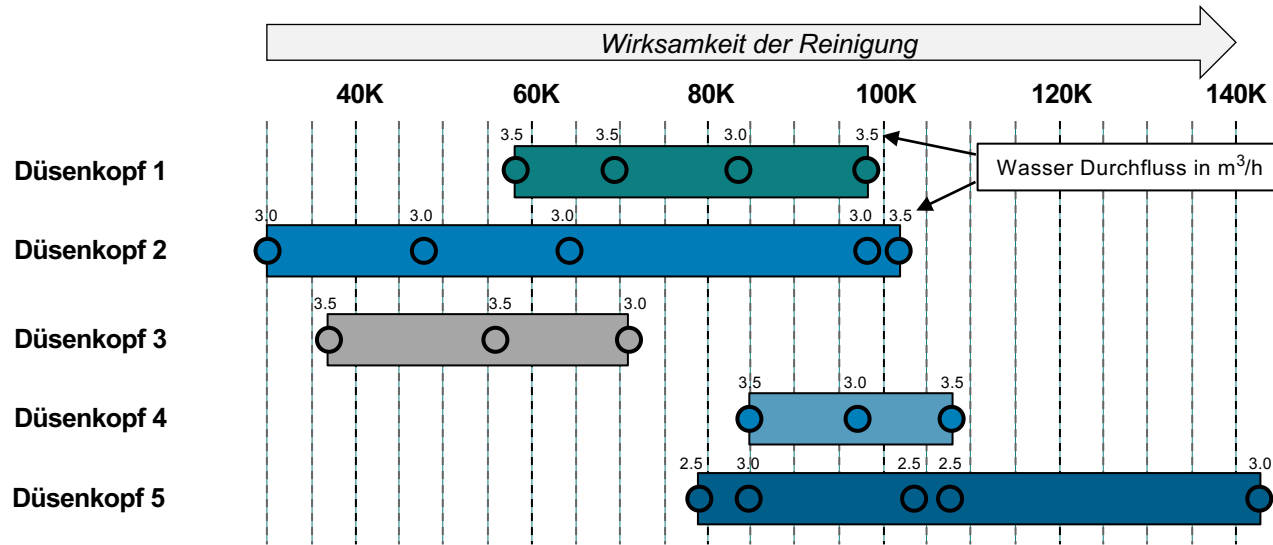 Wirksamkeit der Reinigung
40K 60K 80K 100K 120K 140K
3.5 3.5 3.0 3.5
Düsenkopf 1
Wasser Durchfluss in m³/h
3.0 3.0 3.0 3.0 3.5
Düsenkopf 2
3.5 3.5 3.0
Düsenkopf 3
3.5 3.0 3.5
Düsenkopf 4
2.5 3.0 2.5 2.5 3.0
Düsenkopf 5